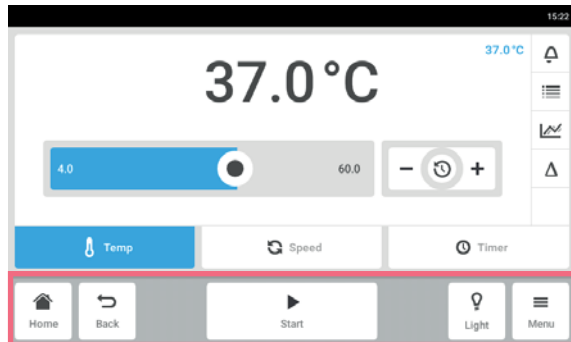 15:22
37.0°C
37.0°C
4.0 60.0
Temp Speed Timer
Home Back Start Light Menu